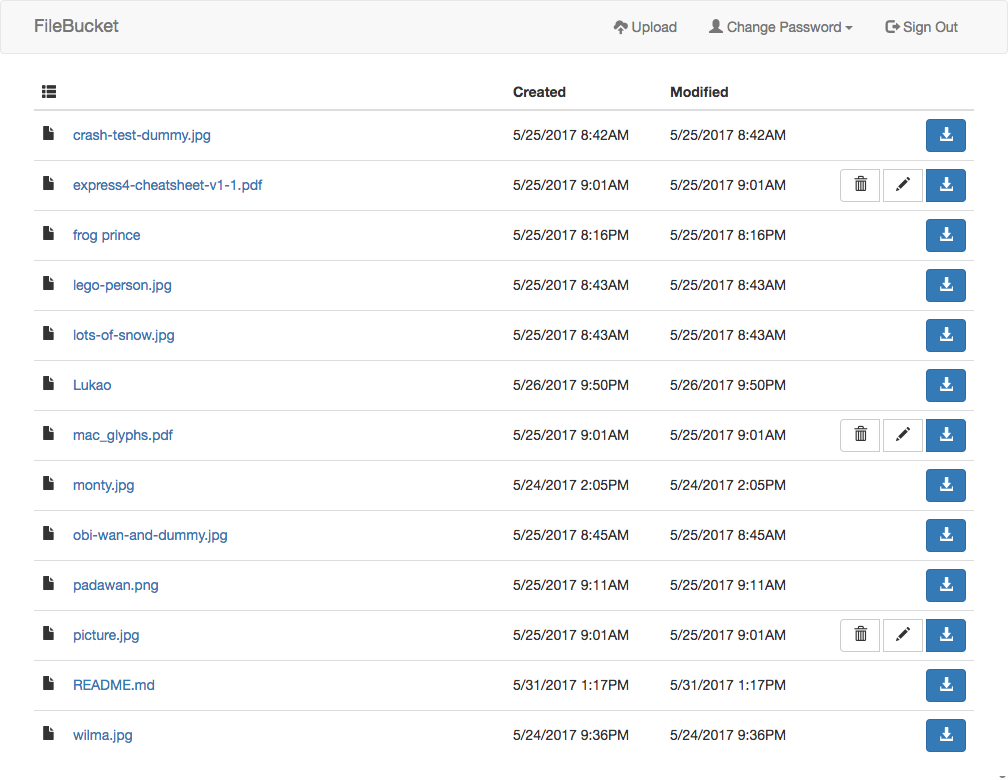 FileBucket Upload Change Password Sign Out
Created Modified
crash-test-dummy.jpg 5/25/2017 8:42AM 5/25/2017 8:42AM
express4-cheatsheet-v1-1.pdf 5/25/2017 9:01AM 5/25/2017 9:01AM
frog prince 5/25/2017 8:16PM 5/25/2017 8:16PM
lego-person.jpg 5/25/2017 8:43AM 5/25/2017 8:43AM
lots-of-snow.jpg 5/25/2017 8:43AM 5/25/2017 8:43AM
Lukao 5/26/2017 9:50PM 5/26/2017 9:50PM
mac_glyphs.pdf 5/25/2017 9:01AM 5/25/2017 9:01AM
monty.jpg 5/24/2017 2:05PM 5/24/2017 2:05PM
obi-wan-and-dummy.jpg 5/25/2017 8:45AM 5/25/2017 8:45AM
padawan.png 5/25/2017 9:11AM 5/25/2017 9:11AM
picture.jpg 5/25/2017 9:01AM 5/25/2017 9:01AM
README.md 5/31/2017 1:17PM 5/31/2017 1:17PM
wilma.jpg 5/24/2017 9:36PM 5/24/2017 9:36PM